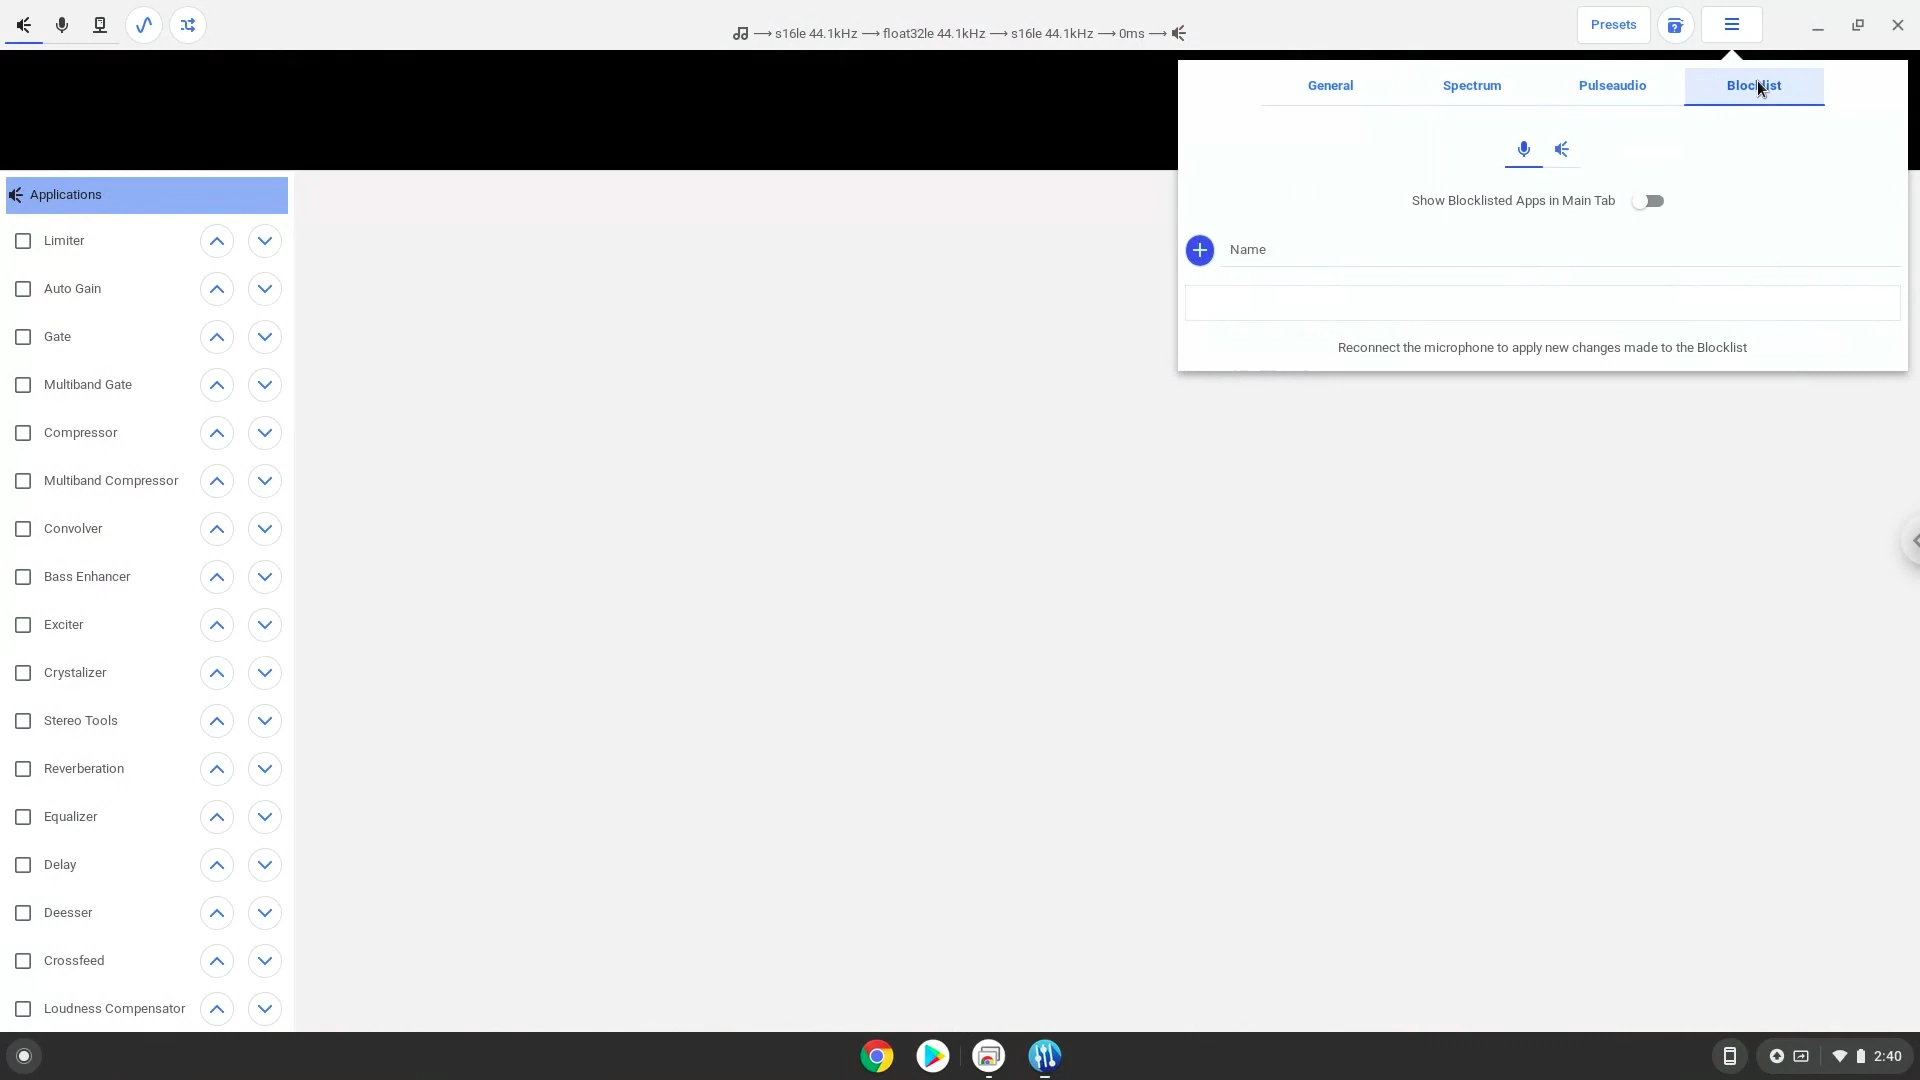 s16le 44.1kHz ⟶ float32le 44.1kHz ⟶ s16le 44.1kHz ⟶ 0ms ⟶
Presets
General Spectrum Pulseaudio Blocklist
Show Blocklisted Apps in Main Tab
Name
Reconnect the microphone to apply new changes made to the Blocklist
Applications
Limiter
Auto Gain
Gate
Multiband Gate
Compressor
Multiband Compressor
Convolver
Bass Enhancer
Exciter
Crystalizer
Stereo Tools
Reverberation
Equalizer
Delay
Deesser
Crossfeed
Loudness Compensator
2:40